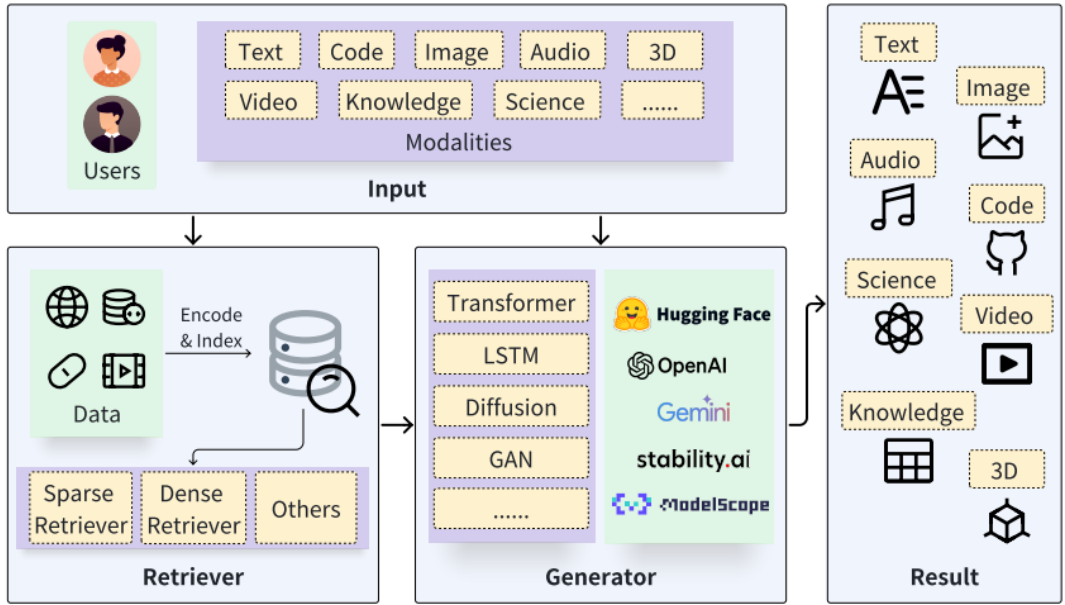 Users
Text
Code
Image
Audio
3D
Video
Knowledge
Science
......
Modalities
Input
Data
Encode
& Index
Sparse
Retriever
Dense
Retriever
Others
Retriever
Transformer
LSTM
Diffusion
GAN
......
Hugging Face
OpenAI
Gemini
stability.ai
ModelScope
Generator
Text
Image
Audio
Code
Science
Video
Knowledge
3D
Result